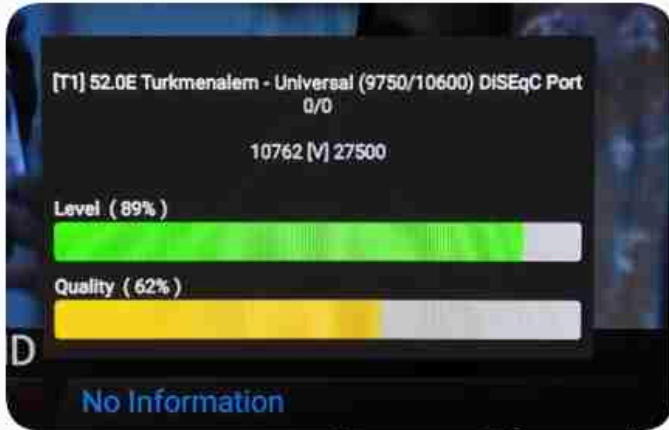 [T1] 52.0E Turkmenalem - Universal (9750/10600) DiSEqC Port
0/0
10762 [V] 27500
Level ( 89% )
Quality ( 62% )
D
No Information